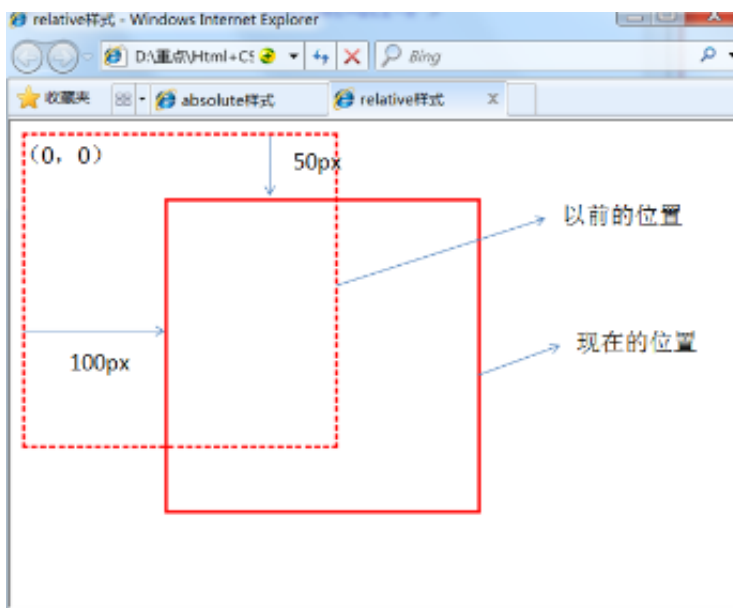 relative样式 - Windows Internet Explorer
D:\重点\Html+CS
Bing
收藏夹
absolute样式
relative样式
x
(0, 0)
50px
以前的位置
现在的位置
100px